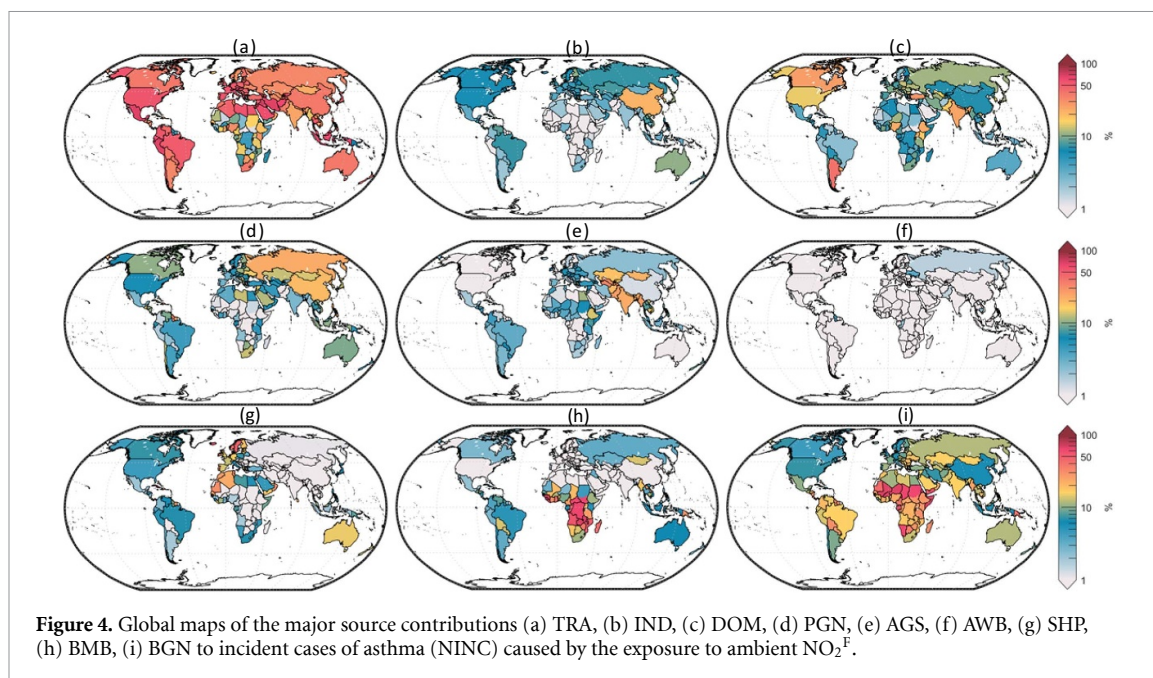 (a) (b) (c)
100
50
10 %
1
(d) (e) (f)
100
50
10 %
1
(g) (h) (i)
100
50
10 %
1
Figure 4. Global maps of the major source contributions (a) TRA, (b) IND, (c) DOM, (d) PGN, (e) AGS, (f) AWB, (g) SHP,
(h) BMB, (i) BGN to incident cases of asthma (NINC) caused by the exposure to ambient NO₂ᶠ.